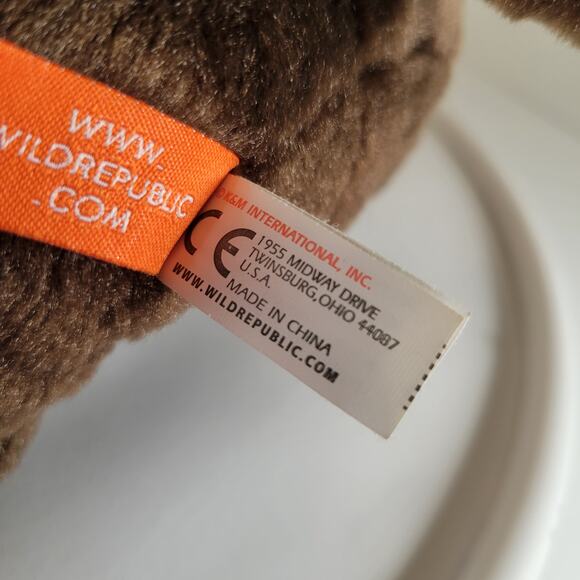 WWW.
WILDREPUBLIC
.COM
© K&M INTERNATIONAL, INC.
CE
1955 MIDWAY DRIVE
TWINSBURG, OHIO 44087
U.S.A.
MADE IN CHINA
WWW.WILDREPUBLIC.COM